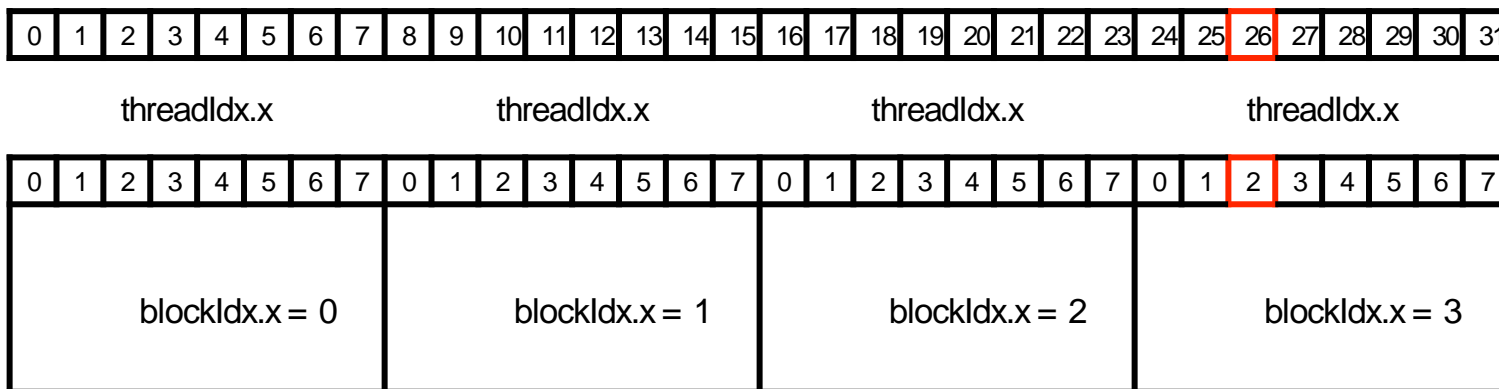 0 1 2 3 4 5 6 7 8 9 10 11 12 13 14 15 16 17 18 19 20 21 22 23 24 25 26 27 28 29 30 31
threadIdx.x threadIdx.x threadIdx.x threadIdx.x
0 1 2 3 4 5 6 7 0 1 2 3 4 5 6 7 0 1 2 3 4 5 6 7 0 1 2 3 4 5 6 7
blockIdx.x = 0 blockIdx.x = 1 blockIdx.x = 2 blockIdx.x = 3